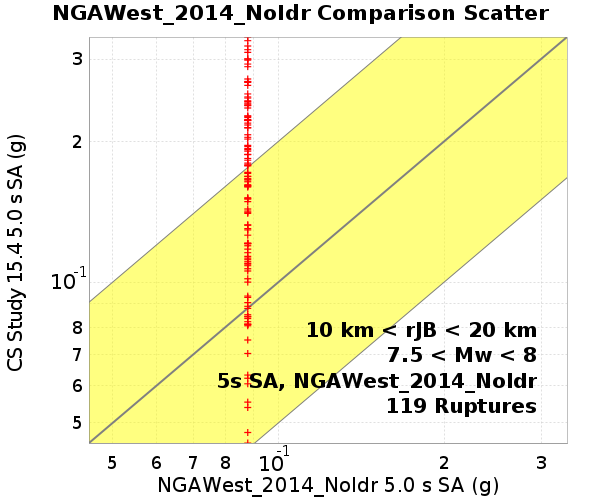 NGAWest_2014_NoIdr Comparison Scatter
CS Study 15.4 5.0 s SA (g)
3
2
10⁻¹
8
7
6
5
10 km < rJB < 20 km
7.5 < Mw < 8
5s SA, NGAWest_2014_NoIdr
119 Ruptures
5 6 7 8 10⁻¹ 2 3
NGAWest_2014_NoIdr 5.0 s SA (g)